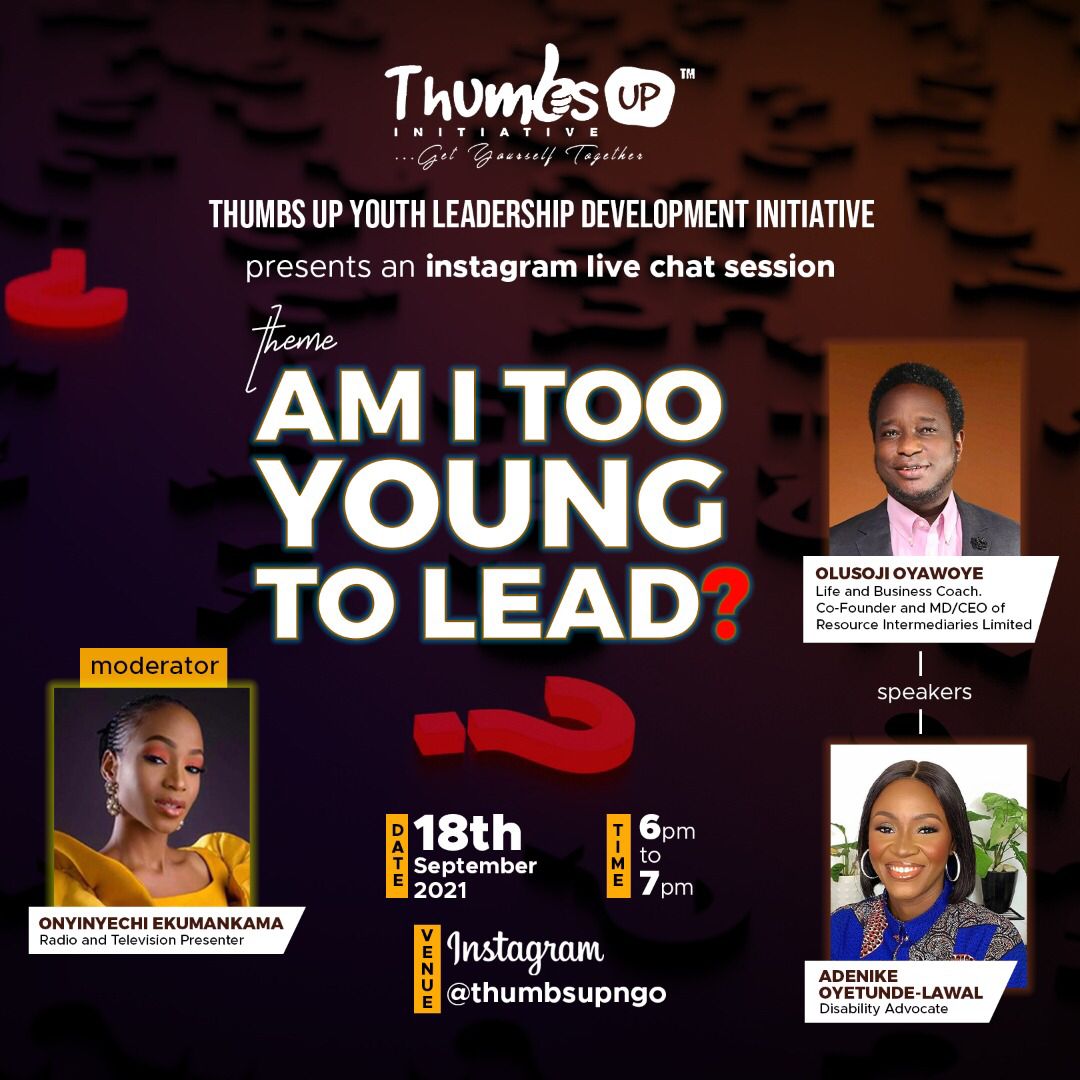 Thumbs UP™
INITIATIVE
...Get Yourself Together
THUMBS UP YOUTH LEADERSHIP DEVELOPMENT INITIATIVE
presents an instagram live chat session
theme
AM I TOO
YOUNG
TO LEAD?
OLUSOJI OYAWOYE
Life and Business Coach.
Co-Founder and MD/CEO of
Resource Intermediaries Limited
speakers
ADENIKE
OYETUNDE-LAWAL
Disability Advocate
moderator
ONYINYECHI EKUMANKAMA
Radio and Television Presenter
DATE
18th
September
2021
TIME
6pm
to
7pm
VENUE
Instagram
@thumbsupngo